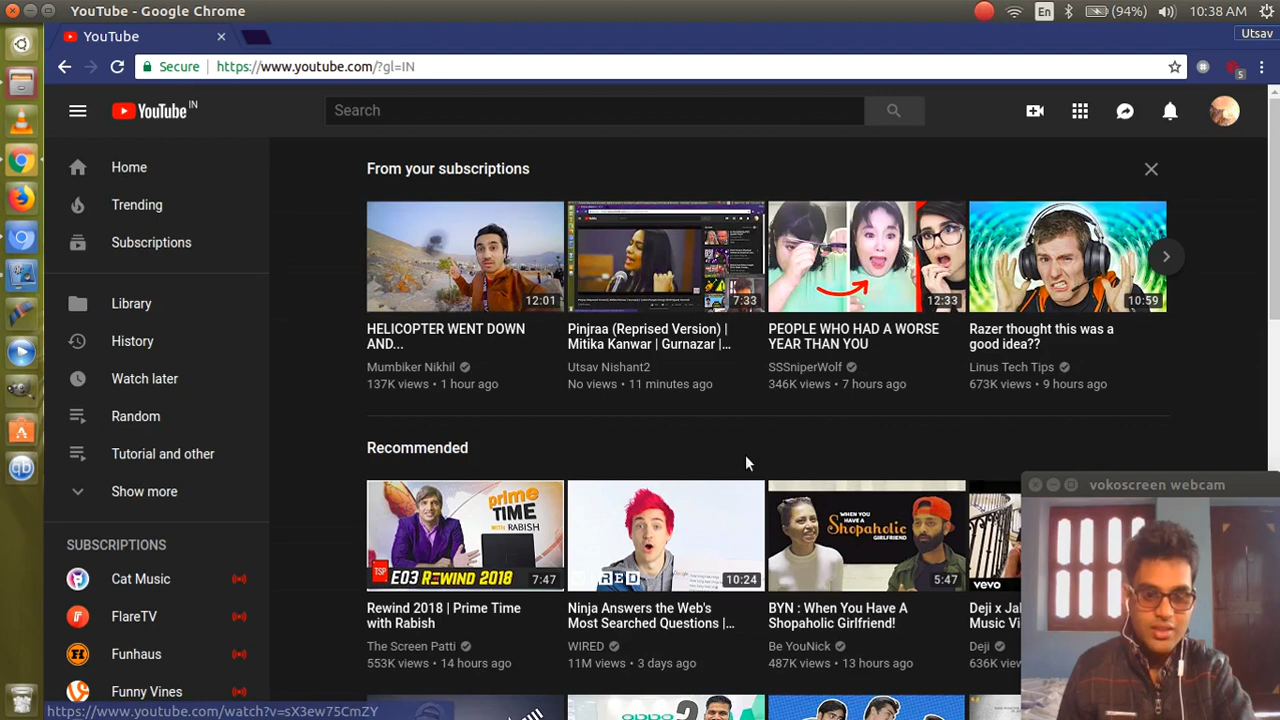 YouTube - Google Chrome
En
(94%)
10:38 AM
YouTube
Utsav
Secure
https://www.youtube.com/?gl=IN
5
YouTube IN
Search
Home
Trending
Subscriptions
Library
History
Watch later
Random
Tutorial and other
Show more
SUBSCRIPTIONS
Cat Music
FlareTV
Funhaus
Funny Vines
From your subscriptions
12:01
7:33
12:33
10:59
HELICOPTER WENT DOWN
AND...
Mumbiker Nikhil
137K views • 1 hour ago
Pinjraa (Reprised Version) |
Mitika Kanwar | Gurnazar |...
Utsav Nishant2
No views • 11 minutes ago
PEOPLE WHO HAD A WORSE
YEAR THAN YOU
SSSniperWolf
346K views • 7 hours ago
Razer thought this was a
good idea??
Linus Tech Tips
673K views • 9 hours ago
Recommended
prime
TIME
WITH RABISH
TSP
E03 REWIND 2018
7:47
WIRED
10:24
WHEN YOU
HAVE A
Shopaholic
GIRLFRIEND!
5:47
vevo
Rewind 2018 | Prime Time
with Rabish
The Screen Patti
553K views • 14 hours ago
Ninja Answers the Web's
Most Searched Questions |...
WIRED
11M views • 3 days ago
BYN : When You Have A
Shopaholic Girlfriend!
Be YouNick
487K views • 13 hours ago
Deji x Jal
Music Vi
Deji
636K
vokoscreen webcam
oppo
2
qb
https://www.youtube.com/watch?v=sX3ew75CmZY